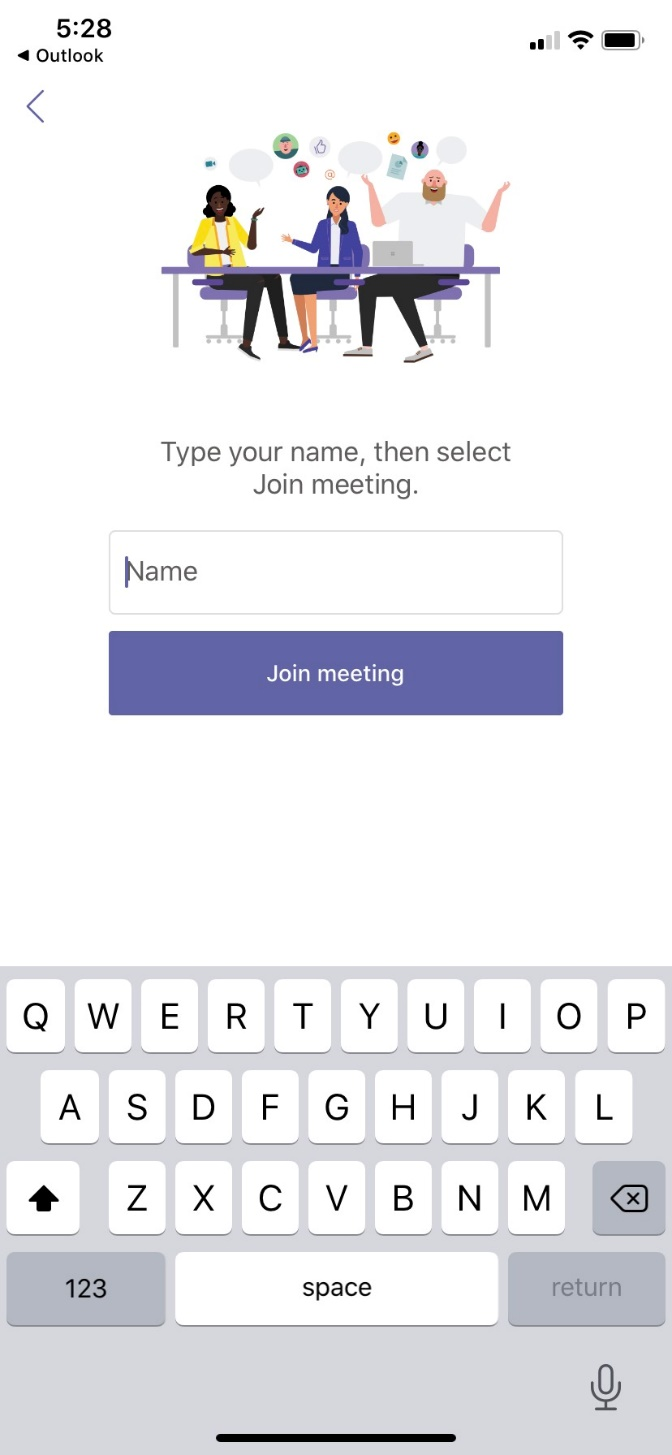 5:28
◀ Outlook
@
Type your name, then select
Join meeting.
Name
Join meeting
Q W E R T Y U I O P
A S D F G H J K L
Z X C V B N M
123 space return